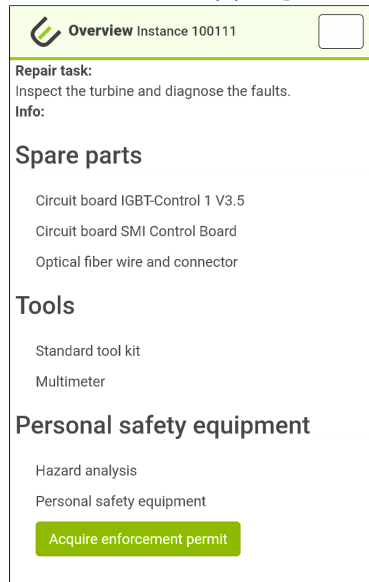 Overview Instance 100111
Repair task:
Inspect the turbine and diagnose the faults.
Info:
Spare parts
Circuit board IGBT-Control 1 V3.5
Circuit board SMI Control Board
Optical fiber wire and connector
Tools
Standard tool kit
Multimeter
Personal safety equipment
Hazard analysis
Personal safety equipment
Acquire enforcement permit